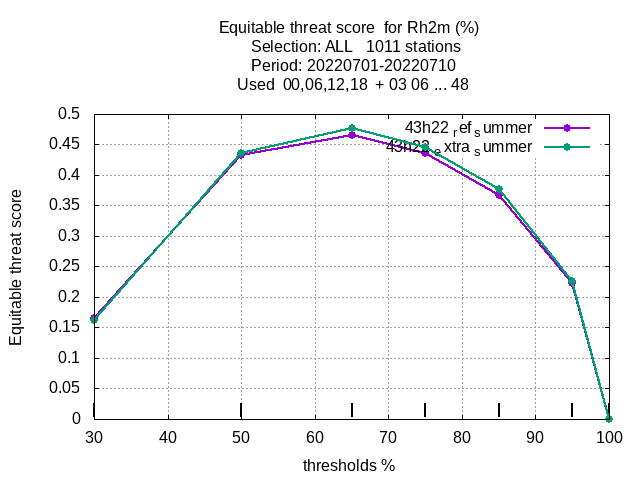 Equitable threat score for Rh2m (%)
Selection: ALL 1011 stations
Period: 20220701-20220710
Used 00,06,12,18 + 03 06 ... 48
43h22 ref summer
43h22 extra summer
0.5
0.45
0.4
0.35
0.3
0.25
0.2
0.15
0.1
0.05
0
Equitable threat score
30 40 50 60 70 80 90 100
thresholds %